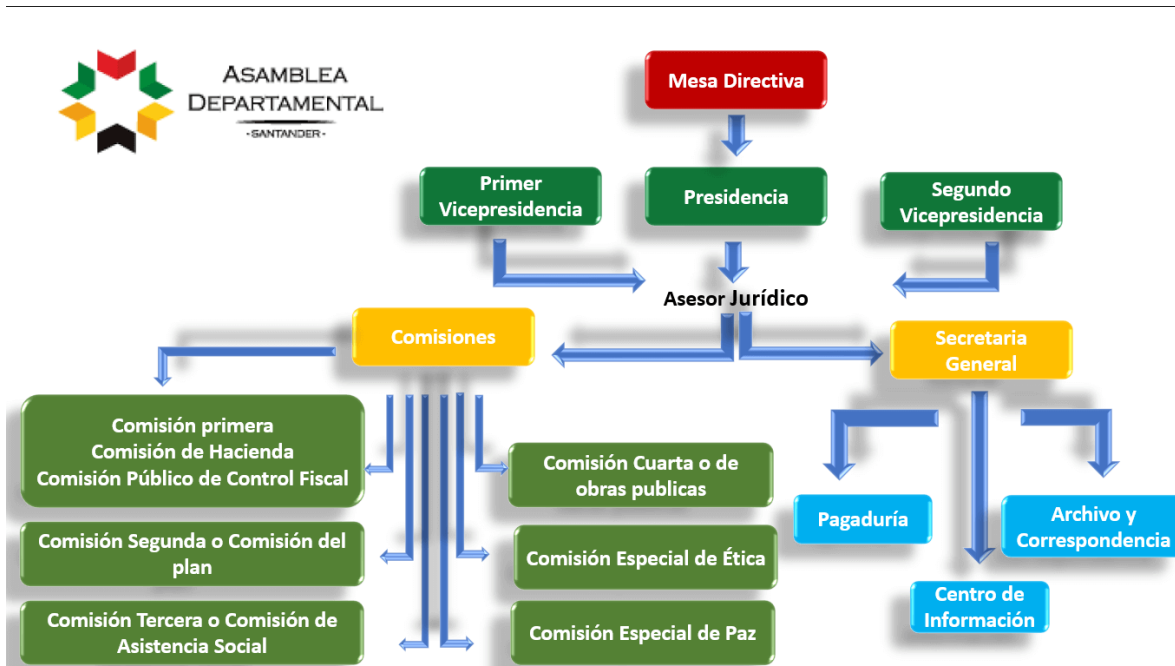 ASAMBLEA
DEPARTAMENTAL
- SANTANDER -
Mesa Directiva
Primer
Vicepresidencia
Presidencia
Segundo
Vicepresidencia
Asesor Jurídico
Comisiones
Secretaria
General
Comisión primera
Comisión de Hacienda
Comisión Público de Control Fiscal
Comisión Cuarta o de
obras publicas
Pagaduría
Archivo y
Correspondencia
Comisión Segunda o Comisión del
plan
Comisión Especial de Ética
Centro de
Información
Comisión Tercera o Comisión de
Asistencia Social
Comisión Especial de Paz